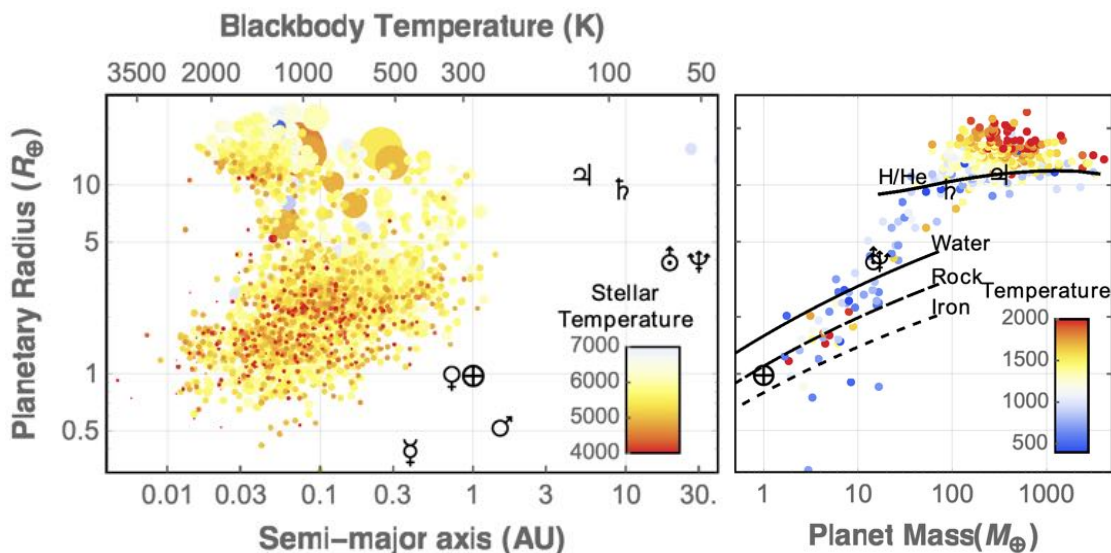 Blackbody Temperature (K)
3500 2000 1000 500 300 100 50
Planetary Radius (R⊕)
10
5
1
0.5
♃
♄
⛢ ♆
♀ ⊕
♂
☿
Stellar
Temperature
7000
6000
5000
4000
0.01 0.03 0.1 0.3 1 3 10 30.
Semi-major axis (AU)
H/He
♄
♃
⛢ ♆
Water
Rock
Iron
⊕
Temperature
2000
1500
1000
500
1 10 100 1000
Planet Mass(M⊕)